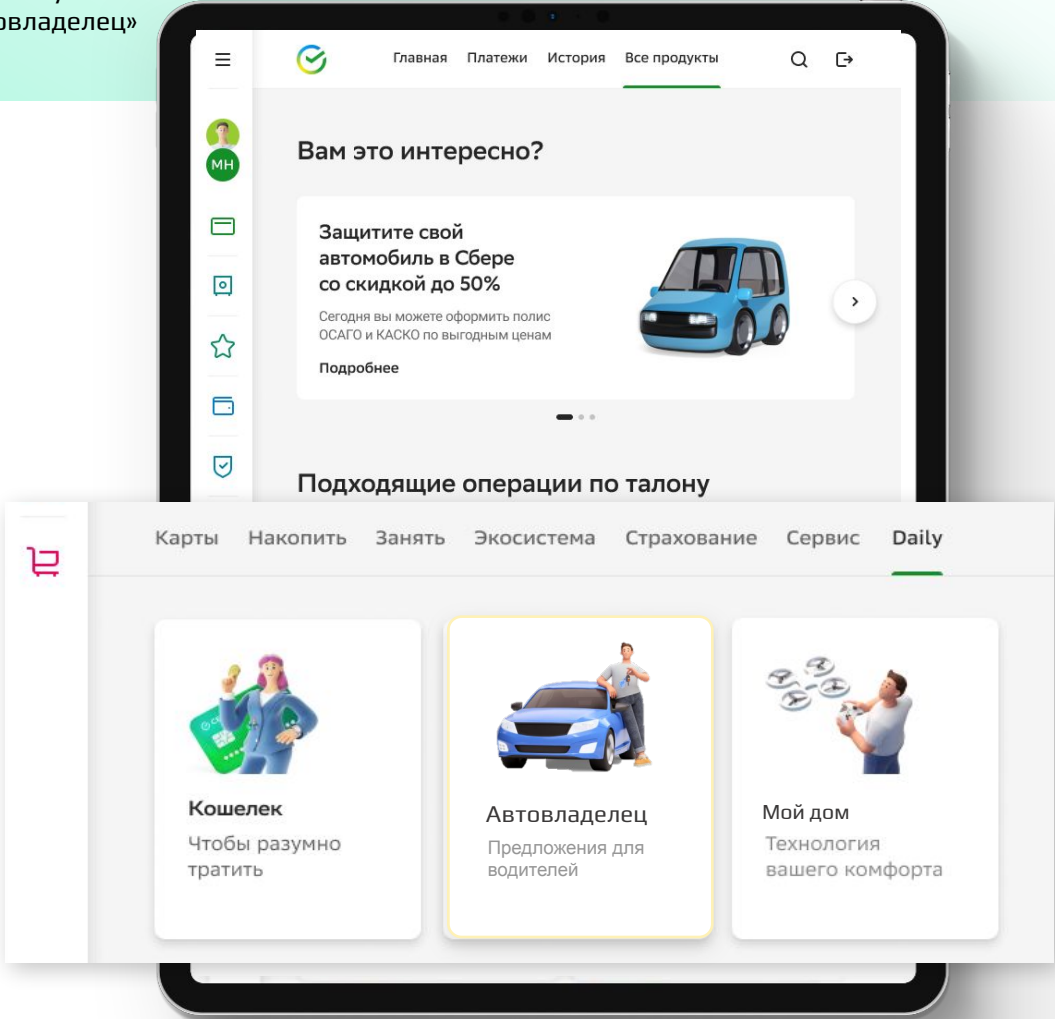 овладелец»
Главная Платежи История Все продукты
МН
Вам это интересно?
Защитите свой
автомобиль в Сбере
со скидкой до 50%
Сегодня вы можете оформить полис
ОСАГО и КАСКО по выгодным ценам
Подробнее
Подходящие операции по талону
Карты Накопить Занять Экосистема Страхование Сервис Daily
Кошелек
Чтобы разумно
тратить
Автовладелец
Предложения для
водителей
Мой дом
Технология
вашего комфорта